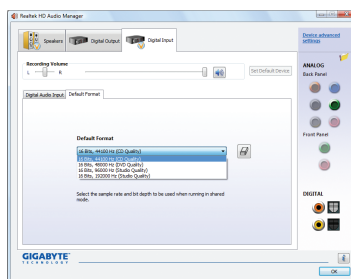 Realtek HD Audio Manager
Speakers
Digital Output
Digital Input
Device advanced settings
Recording Volume
L
R
Set Default Device
ANALOG
Back Panel
Digital Audio Input
Default Format
Default Format
16 Bits, 44100 Hz (CD Quality)
16 Bits, 44100 Hz (CD Quality)
16 Bits, 48000 Hz (DVD Quality)
16 Bits, 96000 Hz (Studio Quality)
16 Bits, 192000 Hz (Studio Quality)
Front Panel
Select the sample rate and bit depth to be used when running in shared
mode.
DIGITAL
GIGABYTE
TECHNOLOGY
OK